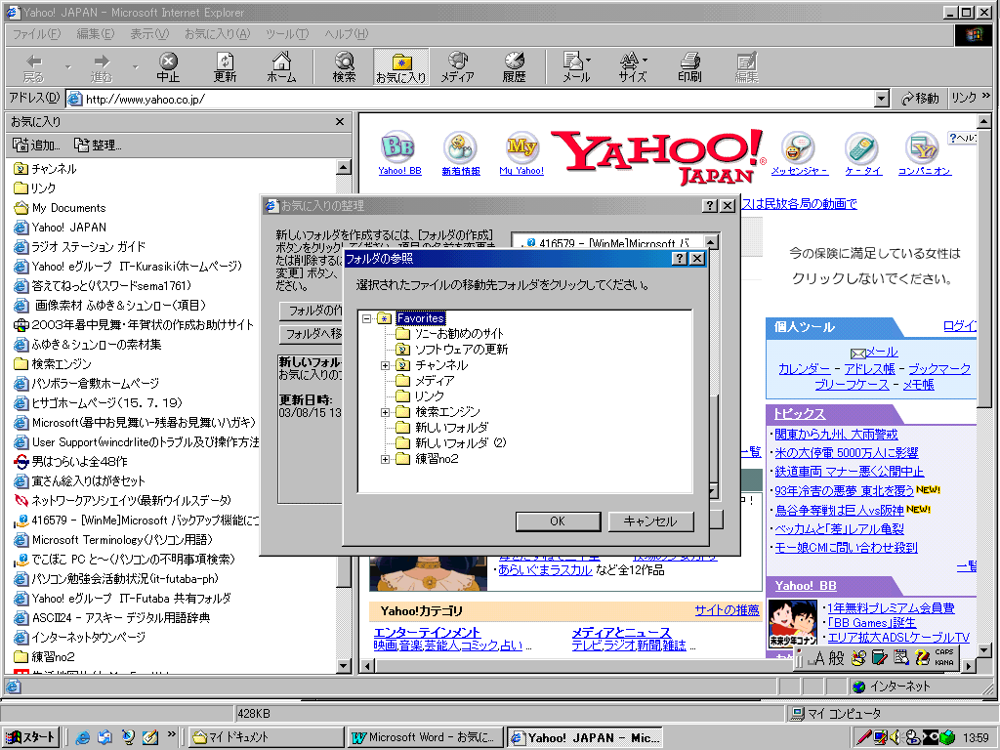 Yahoo! JAPAN - Microsoft Internet Explorer
ファイル(F) 編集(E) 表示(V) お気に入り(A) ツール(T) ヘルプ(H)
戻る 進む 中止 更新 ホーム 検索 お気に入り メディア 履歴 メール サイズ 印刷 編集
アドレス(D) http://www.yahoo.co.jp/ 移動 リンク »
お気に入り
追加... 整理...
チャンネル
リンク
My Documents
Yahoo! JAPAN
ラジオ ステーション ガイド
Yahoo! eグループ IT-Kurasiki(ホームページ)
答えてねっと(パスワードsema1761)
画像素材 ふゆき&シュンロー(項目)
2003年暑中見舞・年賀状の作成お助けサイト
ふゆき&シュンローの素材集
検索エンジン
パソボラー倉敷ホームページ
ヒサゴホームページ(15.7.19)
Microsoft(暑中お見舞い-残暑お見舞いハガキ)
User Support(wincdrliteのトラブル及び操作方法
男はつらいよ全48作
寅さん絵入りはがきセット
ネットワークアソシエイツ(最新ウイルスデータ)
416579 - [WinMe]Microsoft バックアップ機能につ
Microsoft Terminology(パソコン用語)
でこぽこ PC と~(パソコンの不明事項検索)
パソコン勉強会活動状況(it-futaba-ph)
Yahoo! eグループ IT-Futaba 共有フォルダ
ASCII24 - アスキー デジタル用語辞典
インターネットタウンページ
練習no2
Yahoo! BB 新着情報 My Yahoo! YAHOO! JAPAN メッセンジャー ケータイ コンパニオン ヘル
スは民放各局の動画で
今の保険に満足している女性は
クリックしないでください。
お気に入りの整理
新しいフォルダを作成するには、[フォルダの作成]
416579 - [WinMe]Microsoft バ
たは削除するに
変更] ボタン、
ださい。
フォルダの作
フォルダへ移
新しいフォル
お気に入りのフ
更新日時:
03/08/15 13
フォルダの参照
選択されたファイルの移動先フォルダをクリックしてください。
Favorites
ソニーお勧めのサイト
ソフトウェアの更新
チャンネル
メディア
リンク
検索エンジン
新しいフォルダ
新しいフォルダ (2)
練習no2
OK キャンセル
個人ツール ログイ
メール
カレンダー - アドレス帳 - ブックマーク
ブリーフケース - メモ帳
トピックス
・関東から九州、大雨警戒
・米の大停電 5000万人に影響
・鉄道車両 マナー悪く公開中止
・93年冷害の悪夢 東北を覆う NEW!
・鳥谷争奪戦は巨人vs阪神 NEW!
・ベッカムと「差」レアル亀裂
・モー娘CMに問い合わせ殺到
一覧
一覧
・あらいぐまラスカル など全12作品
Yahoo! BB
・1年無料プレミアム会員費
・「BB Games」誕生
・エリア拡大ADSLケーブルTV
未来少年コナン
Yahoo!カテゴリ サイトの推薦
エンターテインメント
映画,音楽,芸能人,コミック,占い...
メディアとニュース
テレビ,ラジオ,新聞,雑誌...
A 般 CAPS KANA
インターネット
428KB マイ コンピュータ
スタート » マイ ドキュメント Microsoft Word - お気に... Yahoo! JAPAN - Mic... 13:59